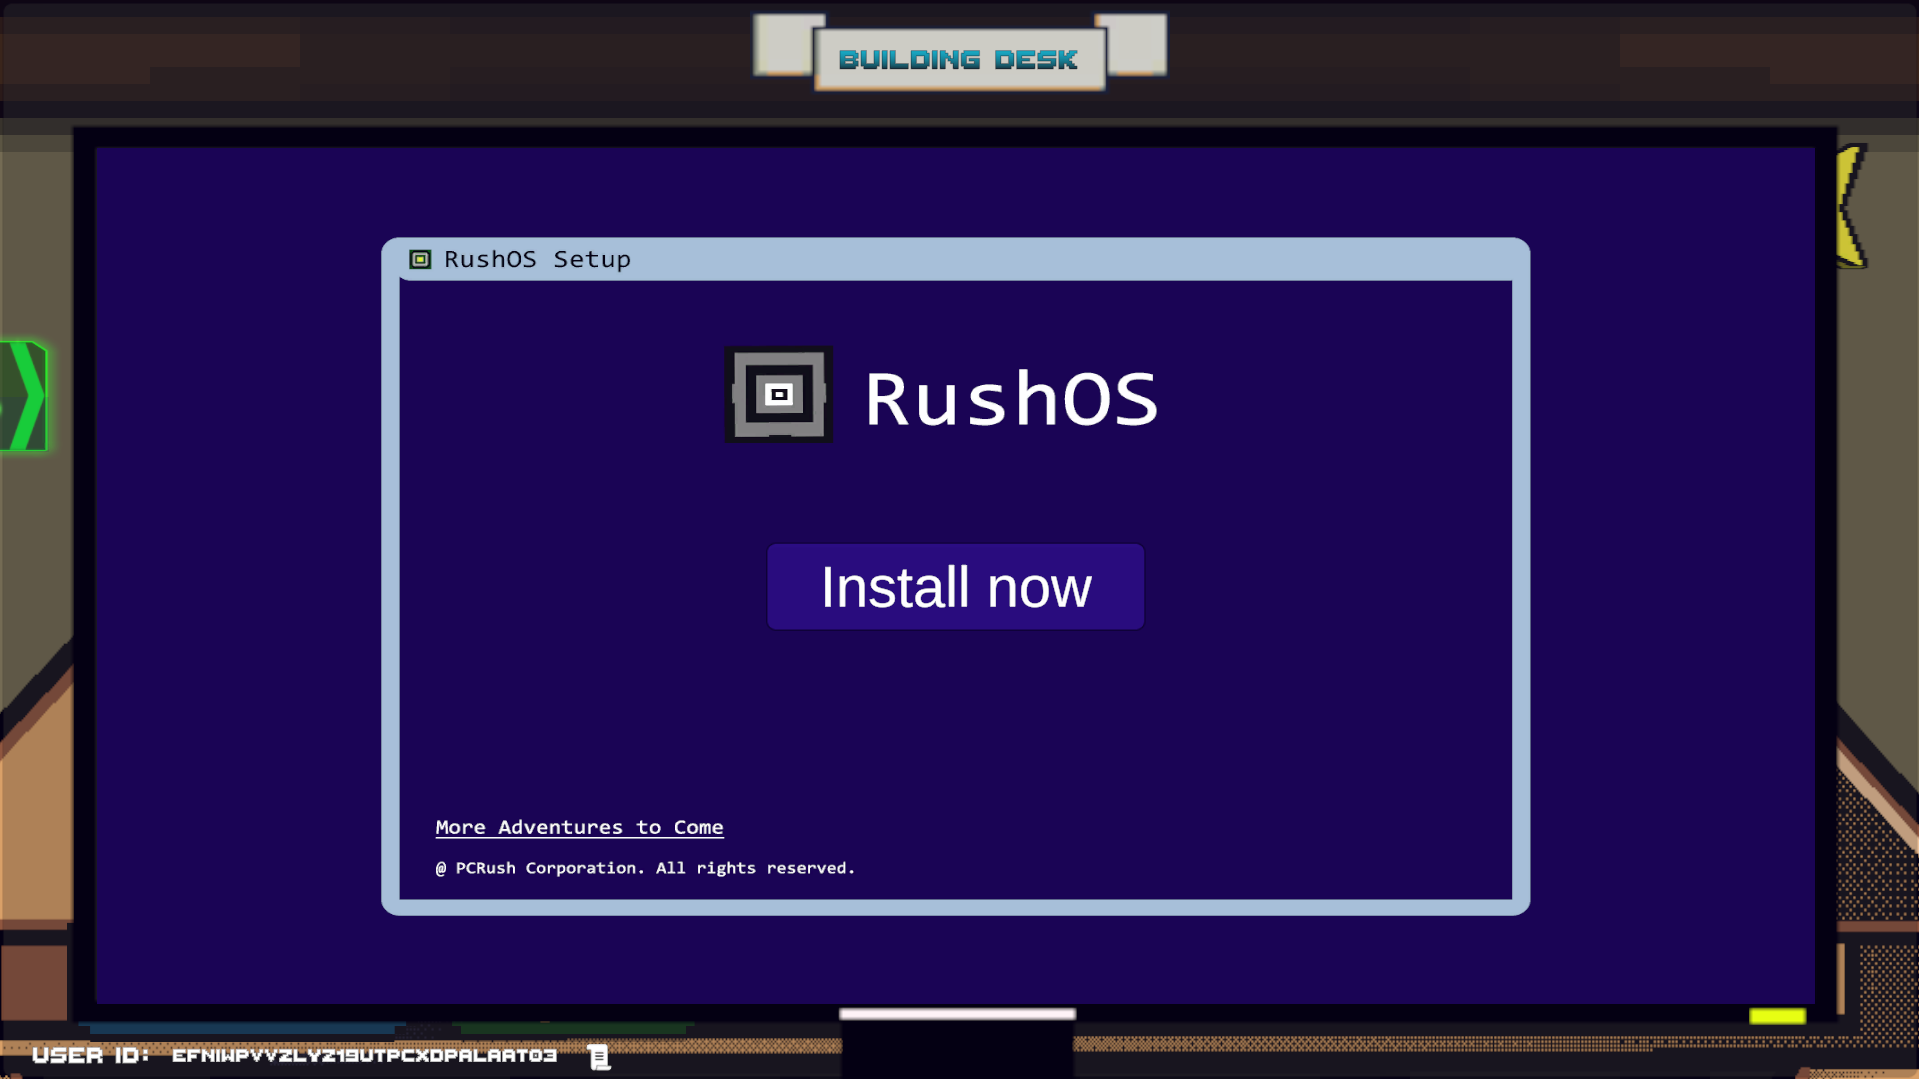 BUILDING DESK
RushOS Setup
RushOS
Install now
More Adventures to Come
@ PCRush Corporation. All rights reserved.
USER ID: EFNIWPVVZLYZ19UTPCXDPALAAT03